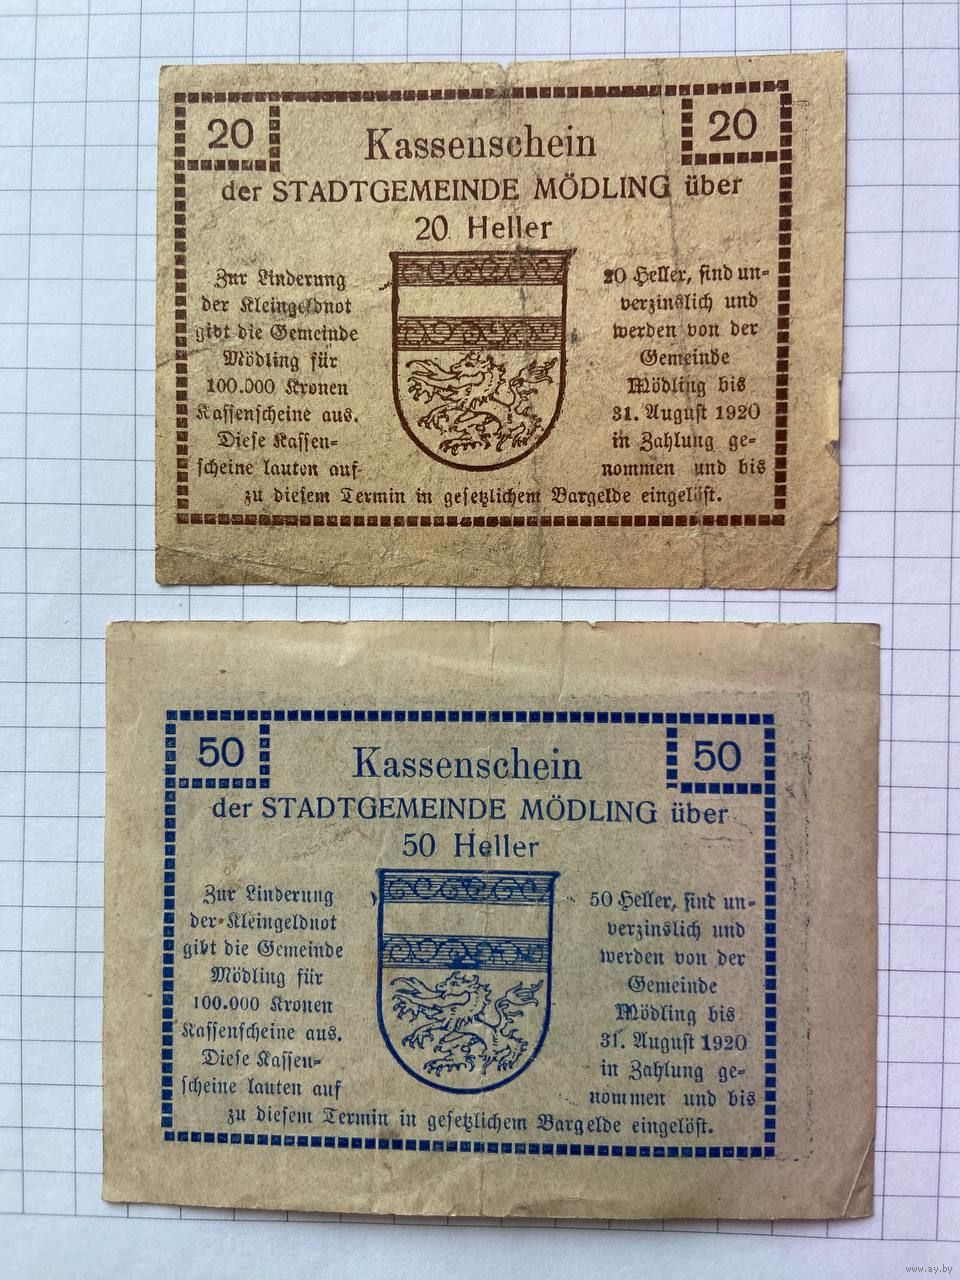 20
20
Kassenschein
der STADTGEMEINDE MÖDLING über
20 Heller
Zur Linderung
der Kleingeldnot
gibt die Gemeinde
Mödling für
100.000 Kronen
Kassenscheine aus.
Diese Kassen-
scheine lauten auf
20 Heller, sind un-
verzinslich und
werden von der
Gemeinde
Mödling bis
31. August 1920
in Zahlung ge-
nommen und bis
zu diesem Termin in gesetzlichem Bargelde eingelöst.
50
50
Kassenschein
der STADTGEMEINDE MÖDLING über
50 Heller
Zur Linderung
der Kleingeldnot
gibt die Gemeinde
Mödling für
100.000 Kronen
Kassenscheine aus.
Diese Kassen-
scheine lauten auf
50 Heller, sind un-
verzinslich und
werden von der
Gemeinde
Mödling bis
31. August 1920
in Zahlung ge-
nommen und bis
zu diesem Termin in gesetzlichem Bargelde eingelöst.
www.ay.by